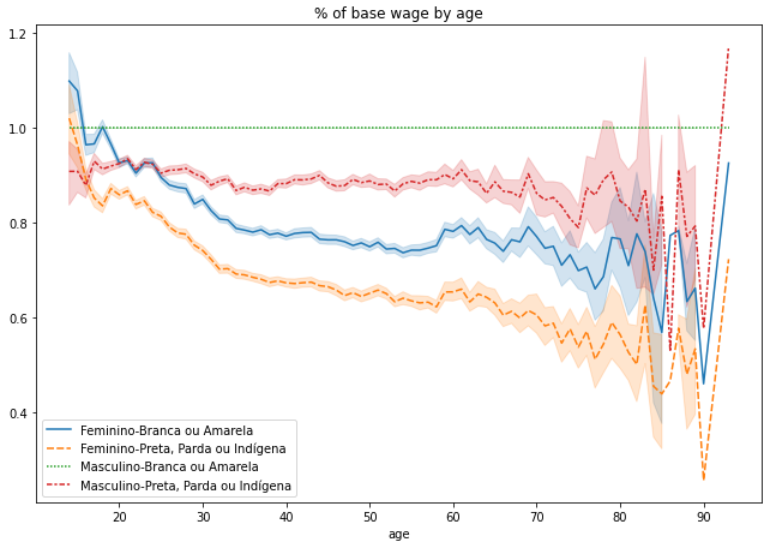 % of base wage by age
1.2
1.0
0.8
0.6
0.4
Feminino-Branca ou Amarela
Feminino-Preta, Parda ou Indígena
Masculino-Branca ou Amarela
Masculino-Preta, Parda ou Indígena
20 30 40 50 60 70 80 90
age